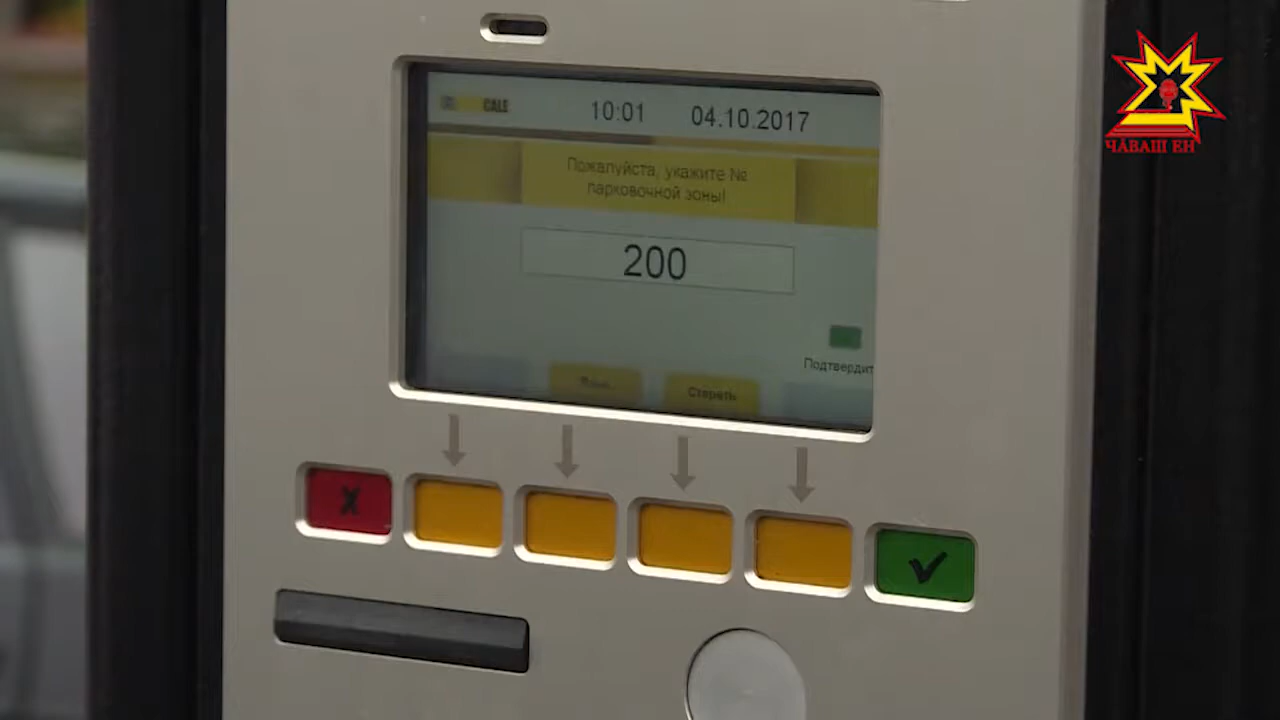 CALE 10:01 04.10.2017
Пожалуйста, укажите №
парковочной зоны!
200
Подтвердит
Стереть
X
ЧĂВАШ ЕН